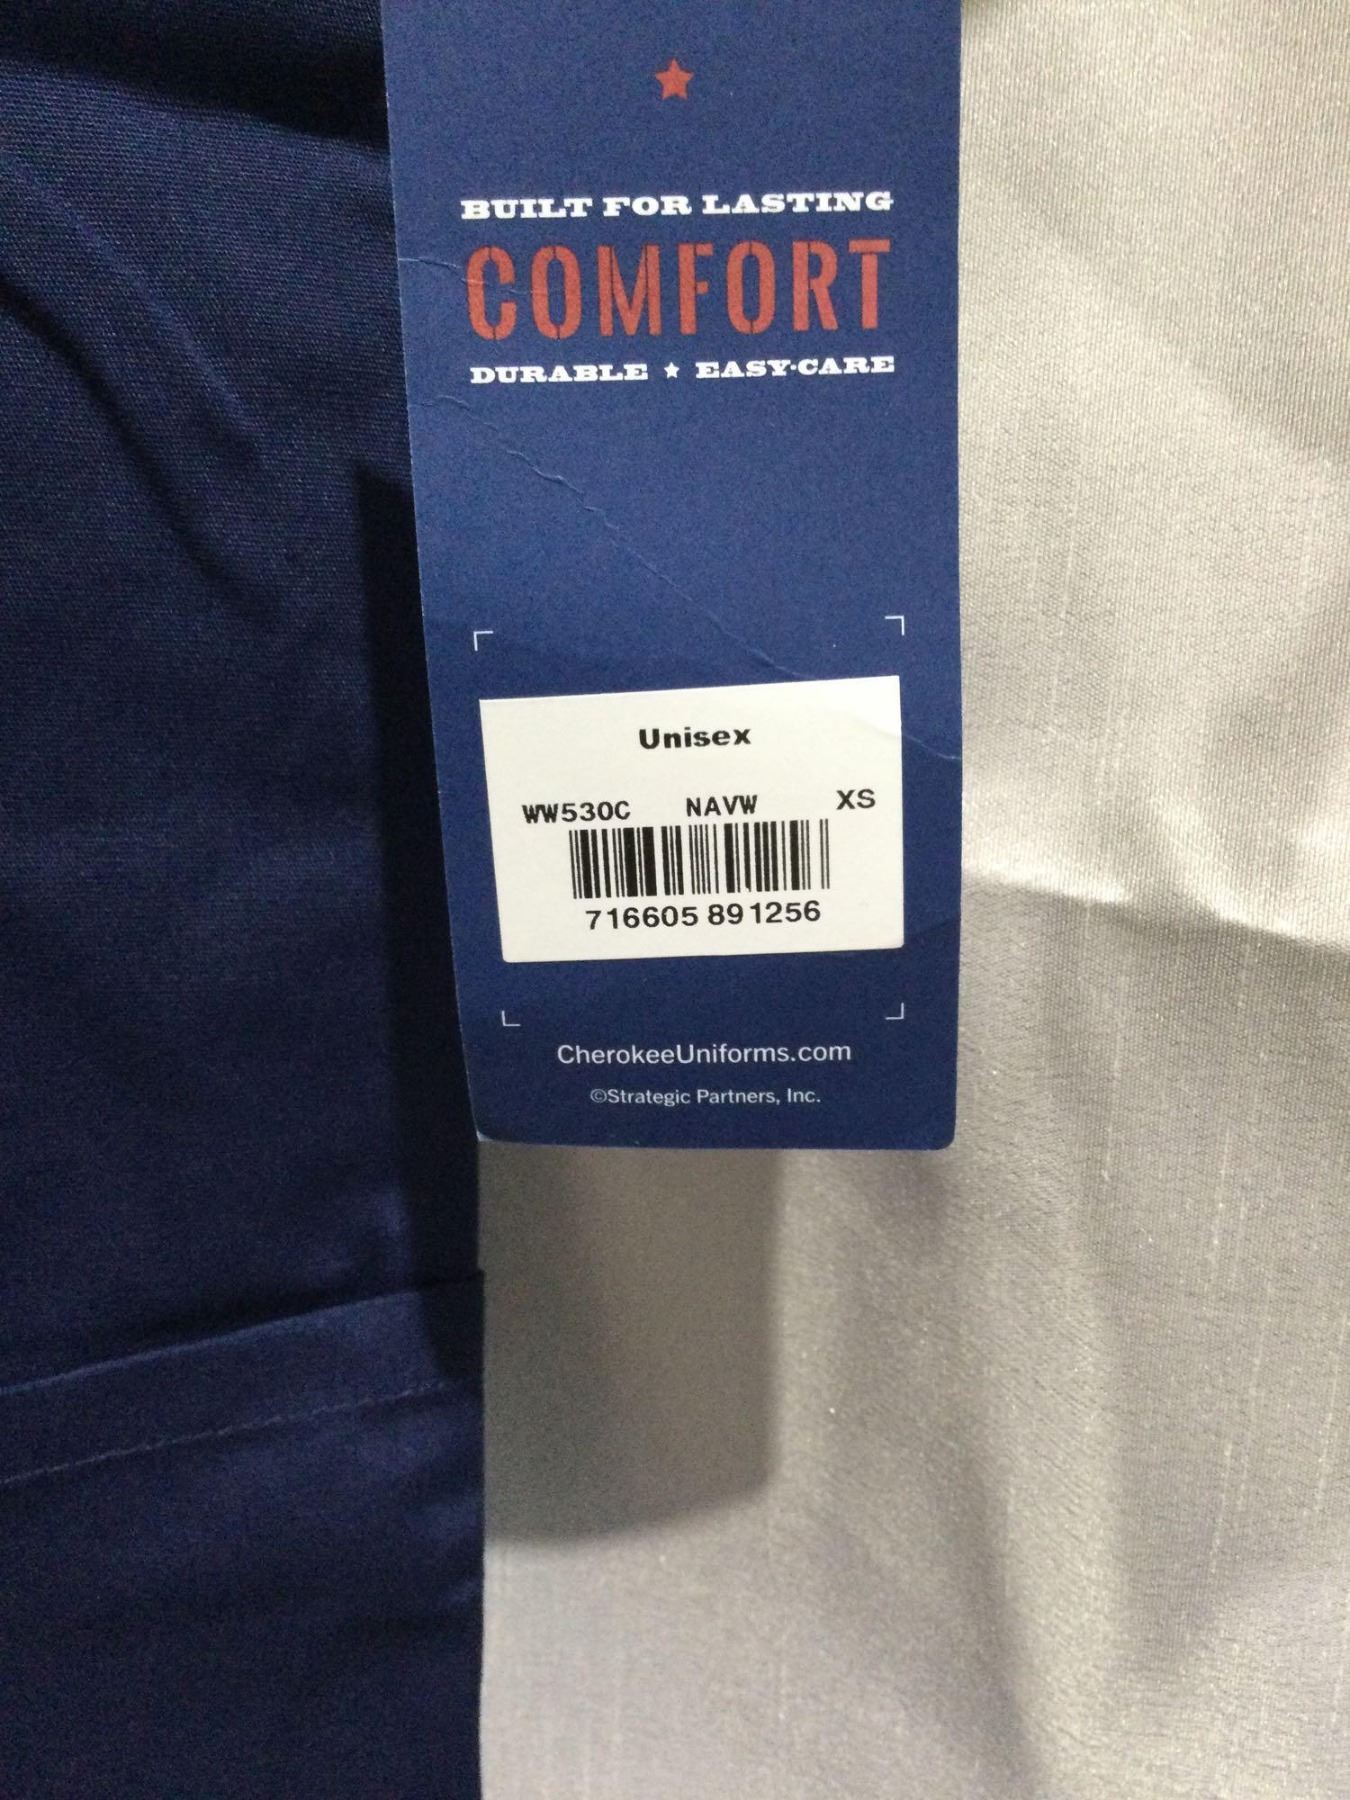 BUILT FOR LASTING
COMFORT
DURABLE ★ EASY·CARE
Unisex
WW530C NAVW XS
716605 891256
CherokeeUniforms.com
©Strategic Partners, Inc.